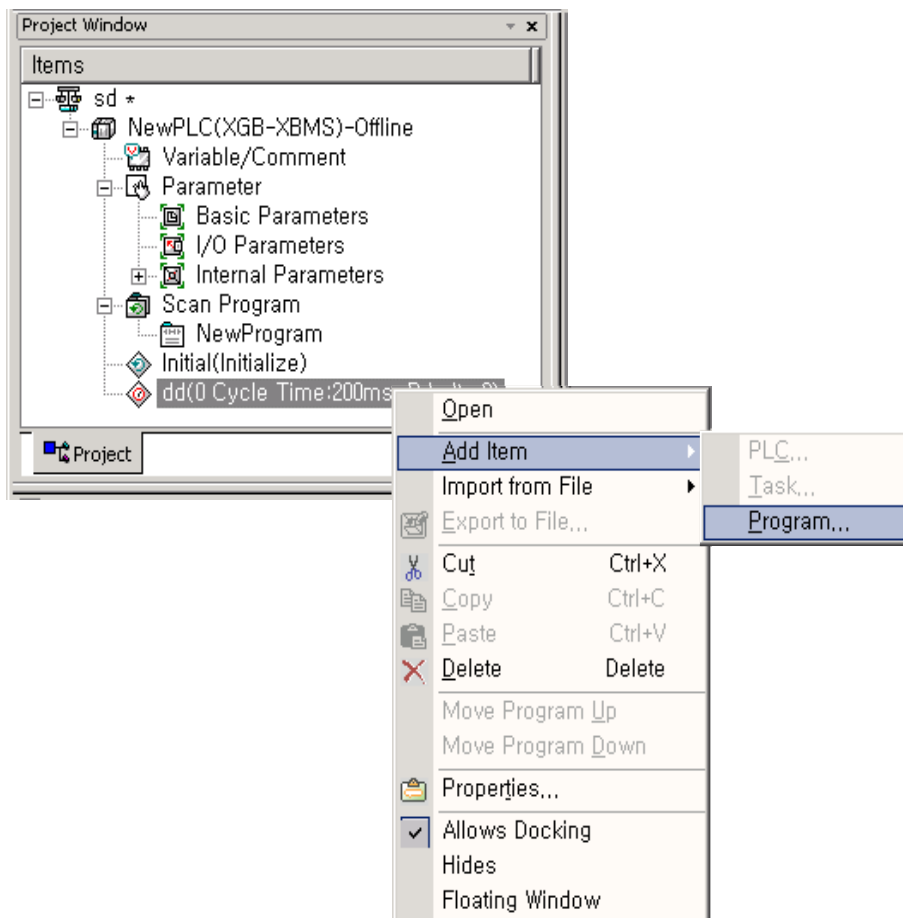 Project Window
Items
sd *
NewPLC(XGB-XBMS)-Offline
Variable/Comment
Parameter
Basic Parameters
I/O Parameters
Internal Parameters
Scan Program
NewProgram
Initial(Initialize)
dd(0 Cycle Time:200ms
Project
Open
Add Item
Import from File
Export to File...
Cut Ctrl+X
Copy Ctrl+C
Paste Ctrl+V
Delete Delete
Move Program Up
Move Program Down
Properties...
Allows Docking
Hides
Floating Window
PLC...
Task...
Program...